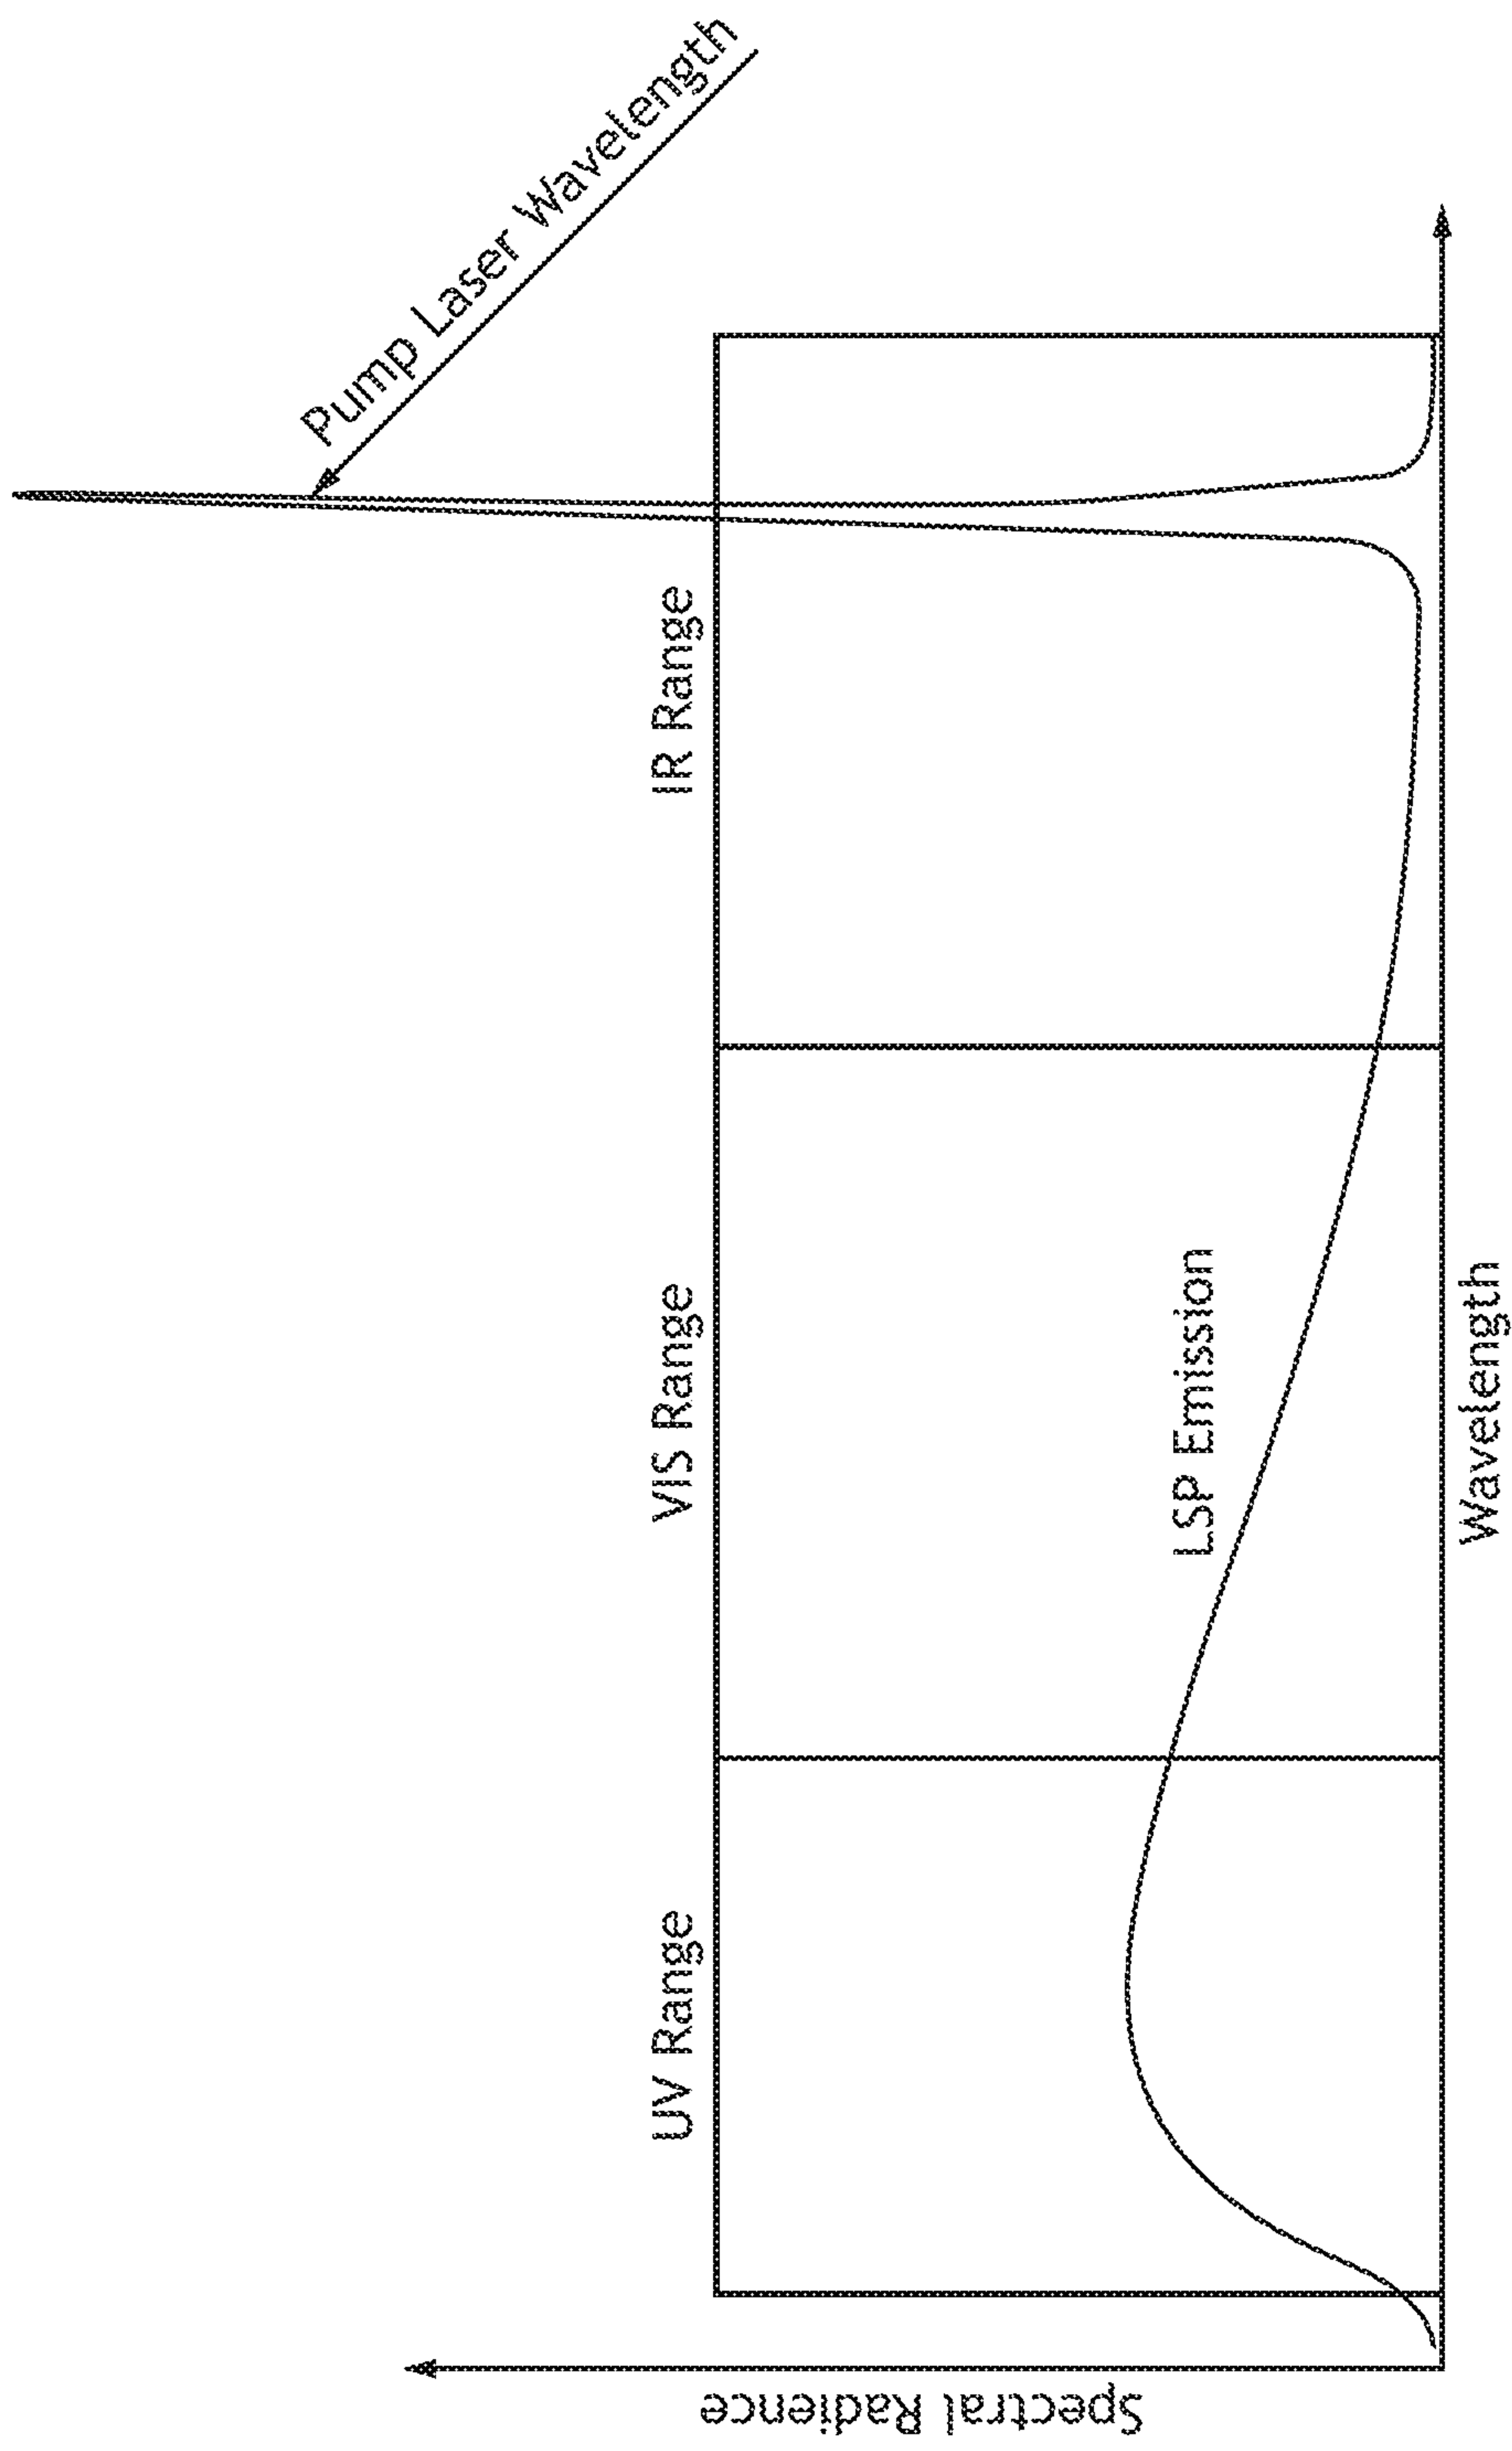 Pump Laser Wavelength
UV Range
VIS Range
IR Range
LSP Emission
Wavelength
Spectral Radience